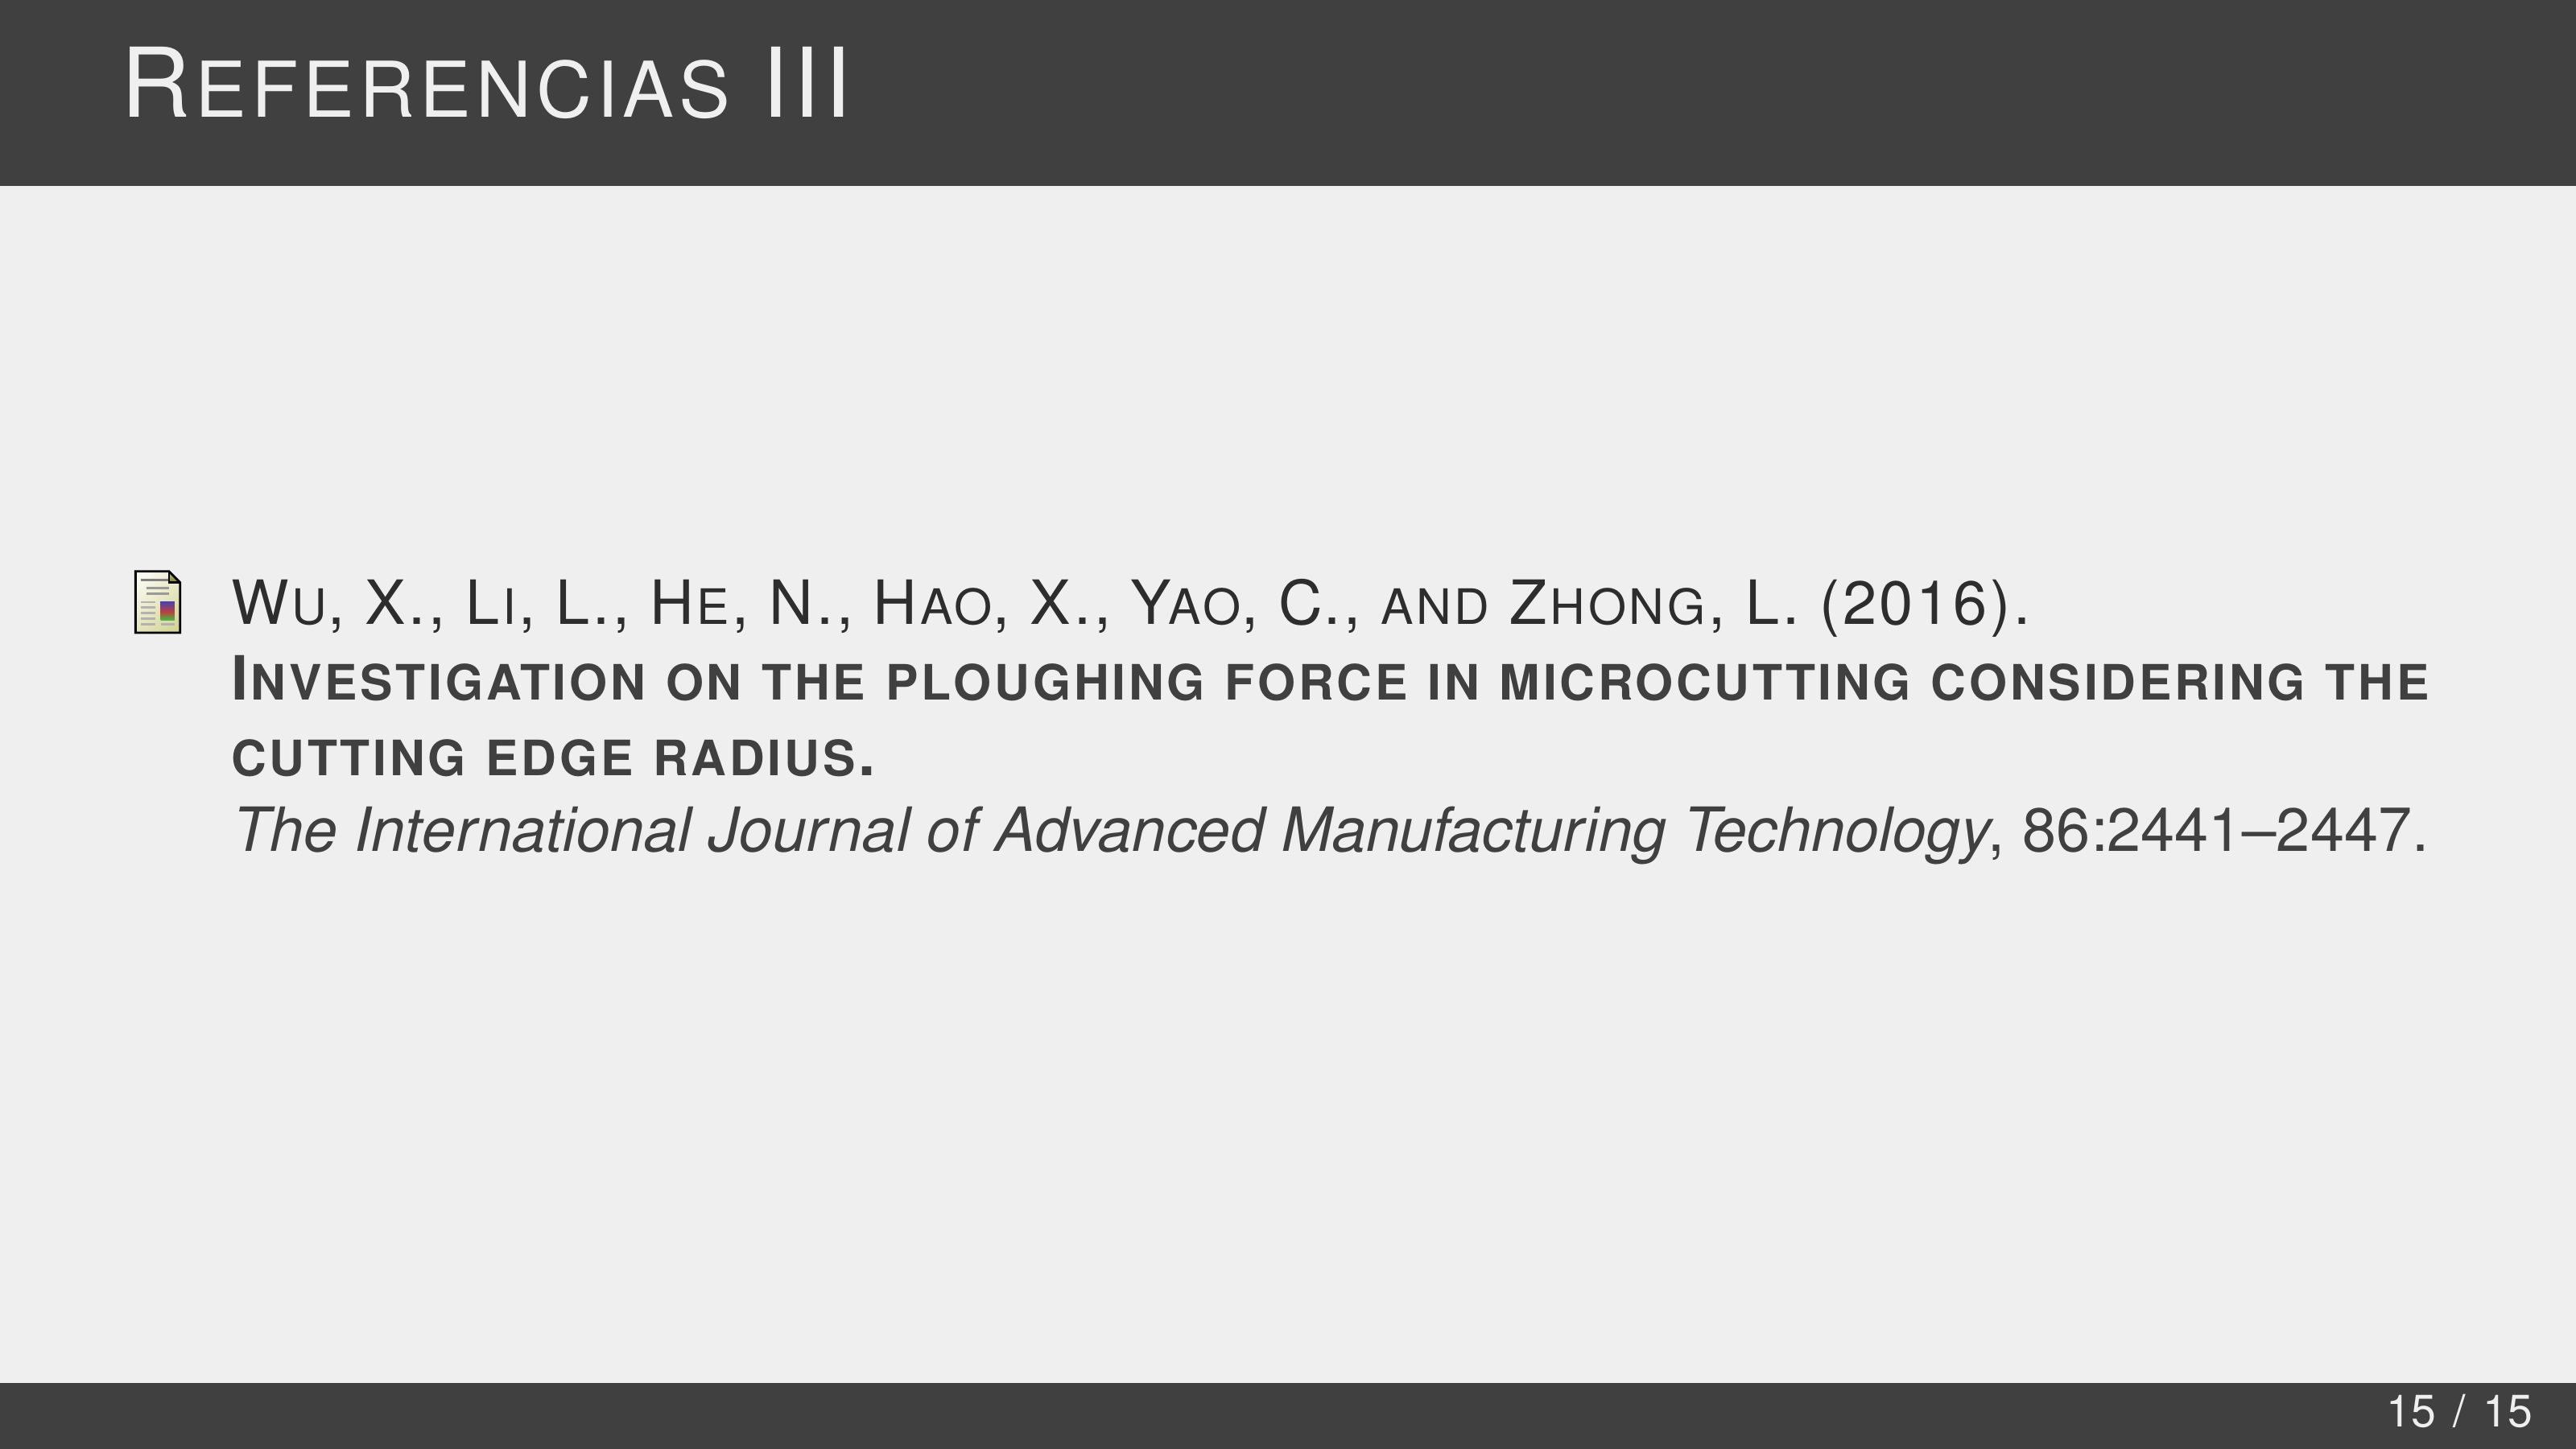 Referencias III
Wu, X., Li, L., He, N., Hao, X., Yao, C., and Zhong, L. (2016).
Investigation on the ploughing force in microcutting considering the
cutting edge radius.
The International Journal of Advanced Manufacturing Technology, 86:2441–2447.
15 / 15